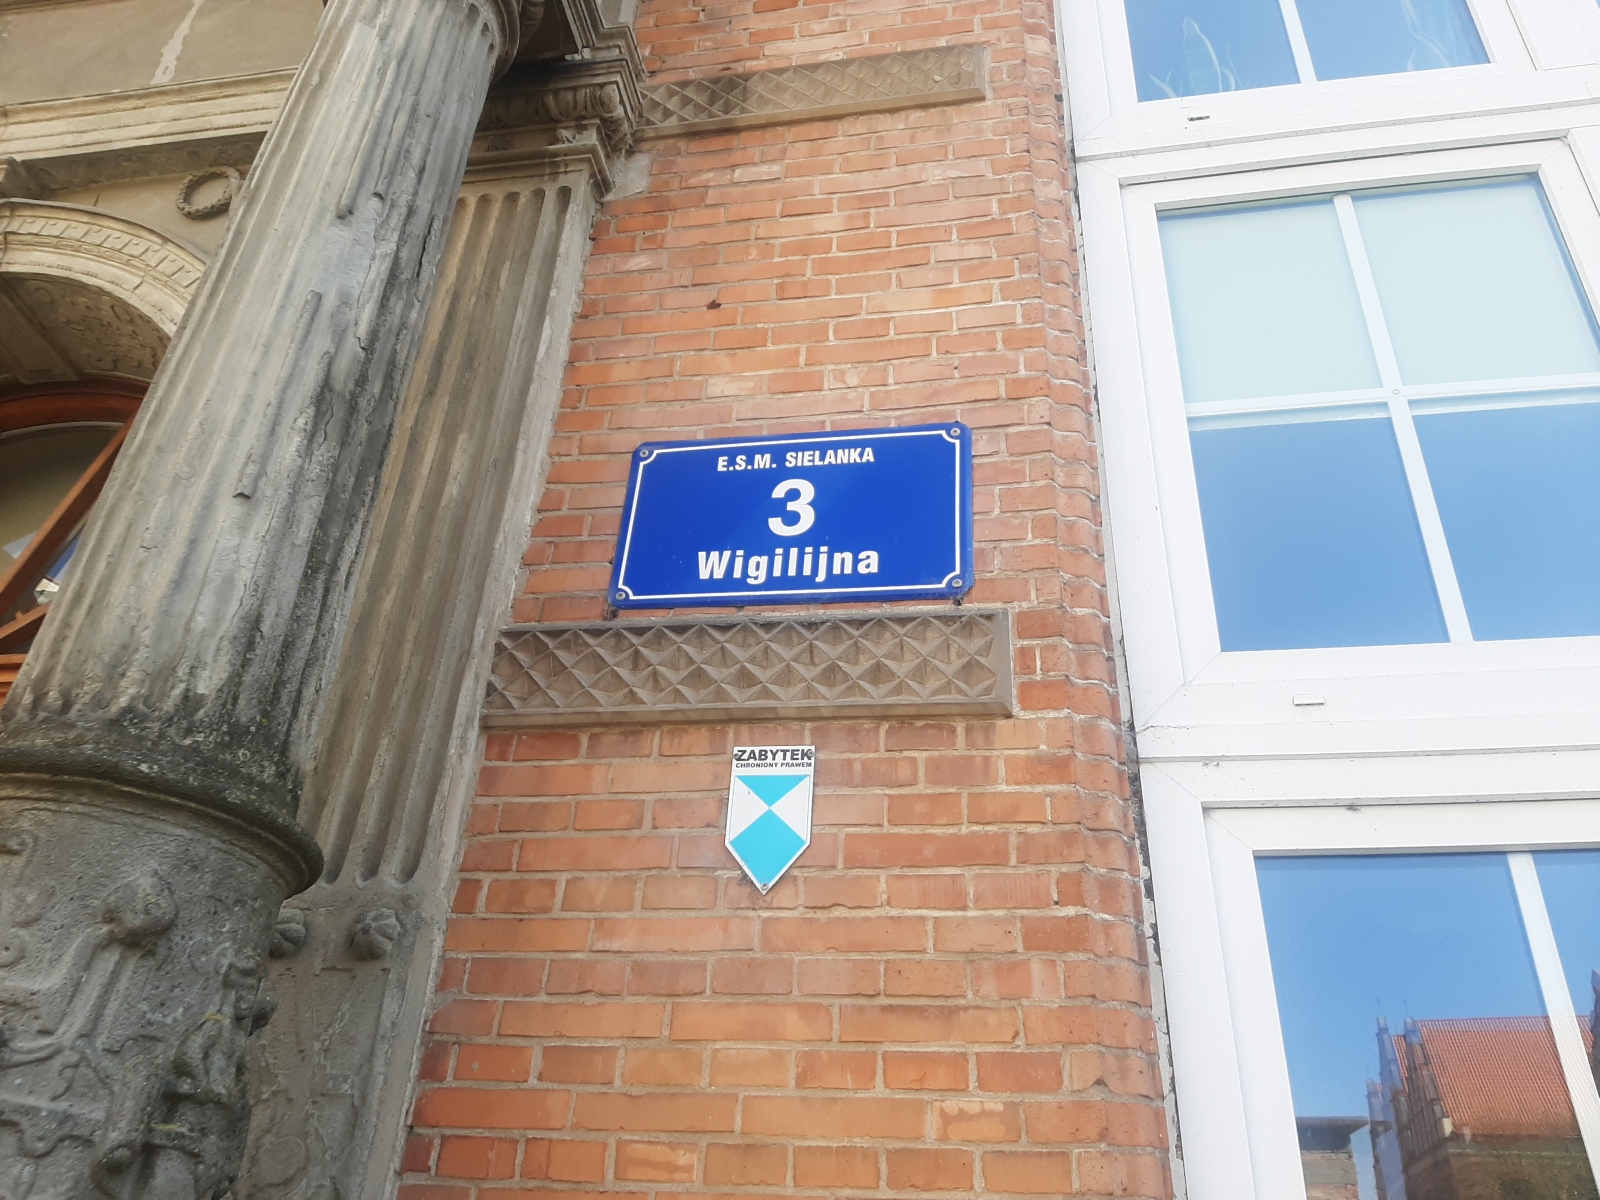 E.S.M. SIELANKA
3
Wigilijna
ZABYTEK
CHRONIONY PRAWEM